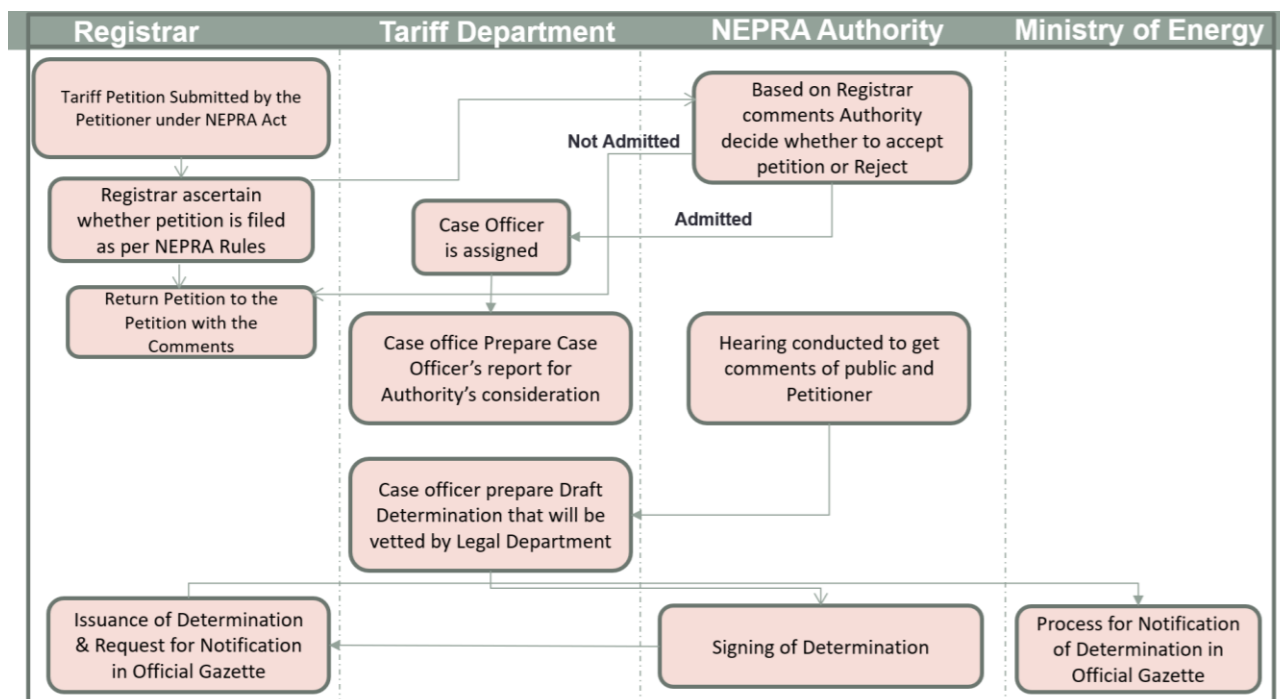 Registrar
Tariff Department
NEPRA Authority
Ministry of Energy
Tariff Petition Submitted by the
Petitioner under NEPRA Act
Based on Registrar
comments Authority
decide whether to accept
petition or Reject
Not Admitted
Registrar ascertain
whether petition is filed
as per NEPRA Rules
Case Officer
is assigned
Admitted
Return Petition to the
Petition with the
Comments
Case office Prepare Case
Officer’s report for
Authority’s consideration
Hearing conducted to get
comments of public and
Petitioner
Case officer prepare Draft
Determination that will be
vetted by Legal Department
Issuance of Determination
& Request for Notification
in Official Gazette
Signing of Determination
Process for Notification
of Determination in
Official Gazette